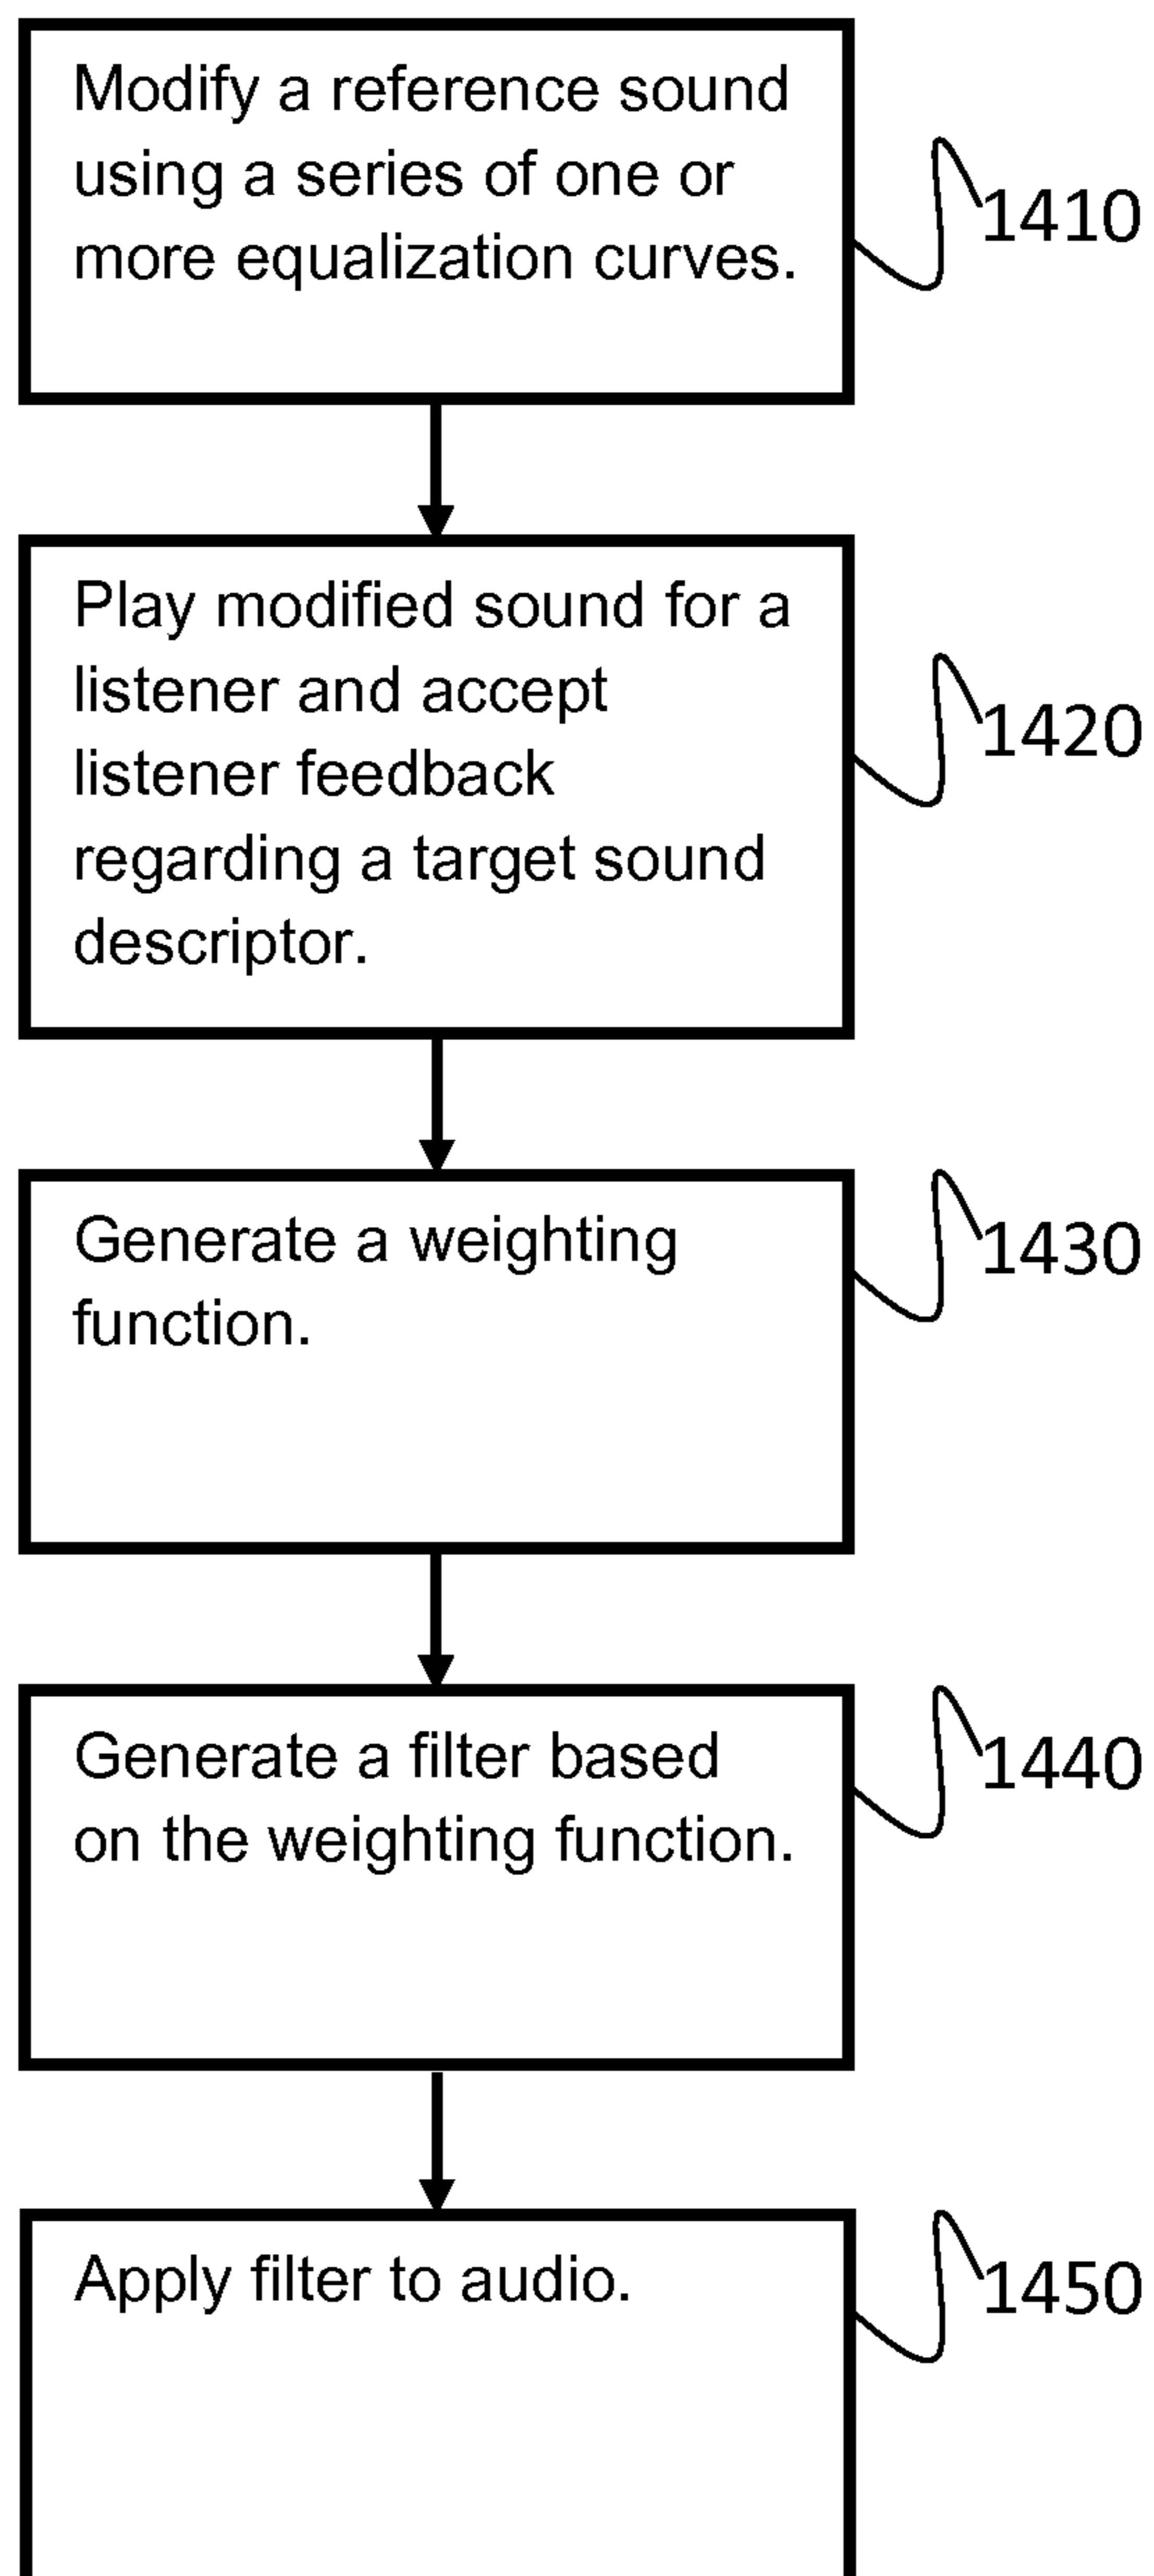 Modify a reference sound
using a series of one or
more equalization curves.
1410
Play modified sound for a
listener and accept
listener feedback
regarding a target sound
descriptor.
1420
Generate a weighting
function.
1430
Generate a filter based
on the weighting function.
1440
Apply filter to audio.
1450